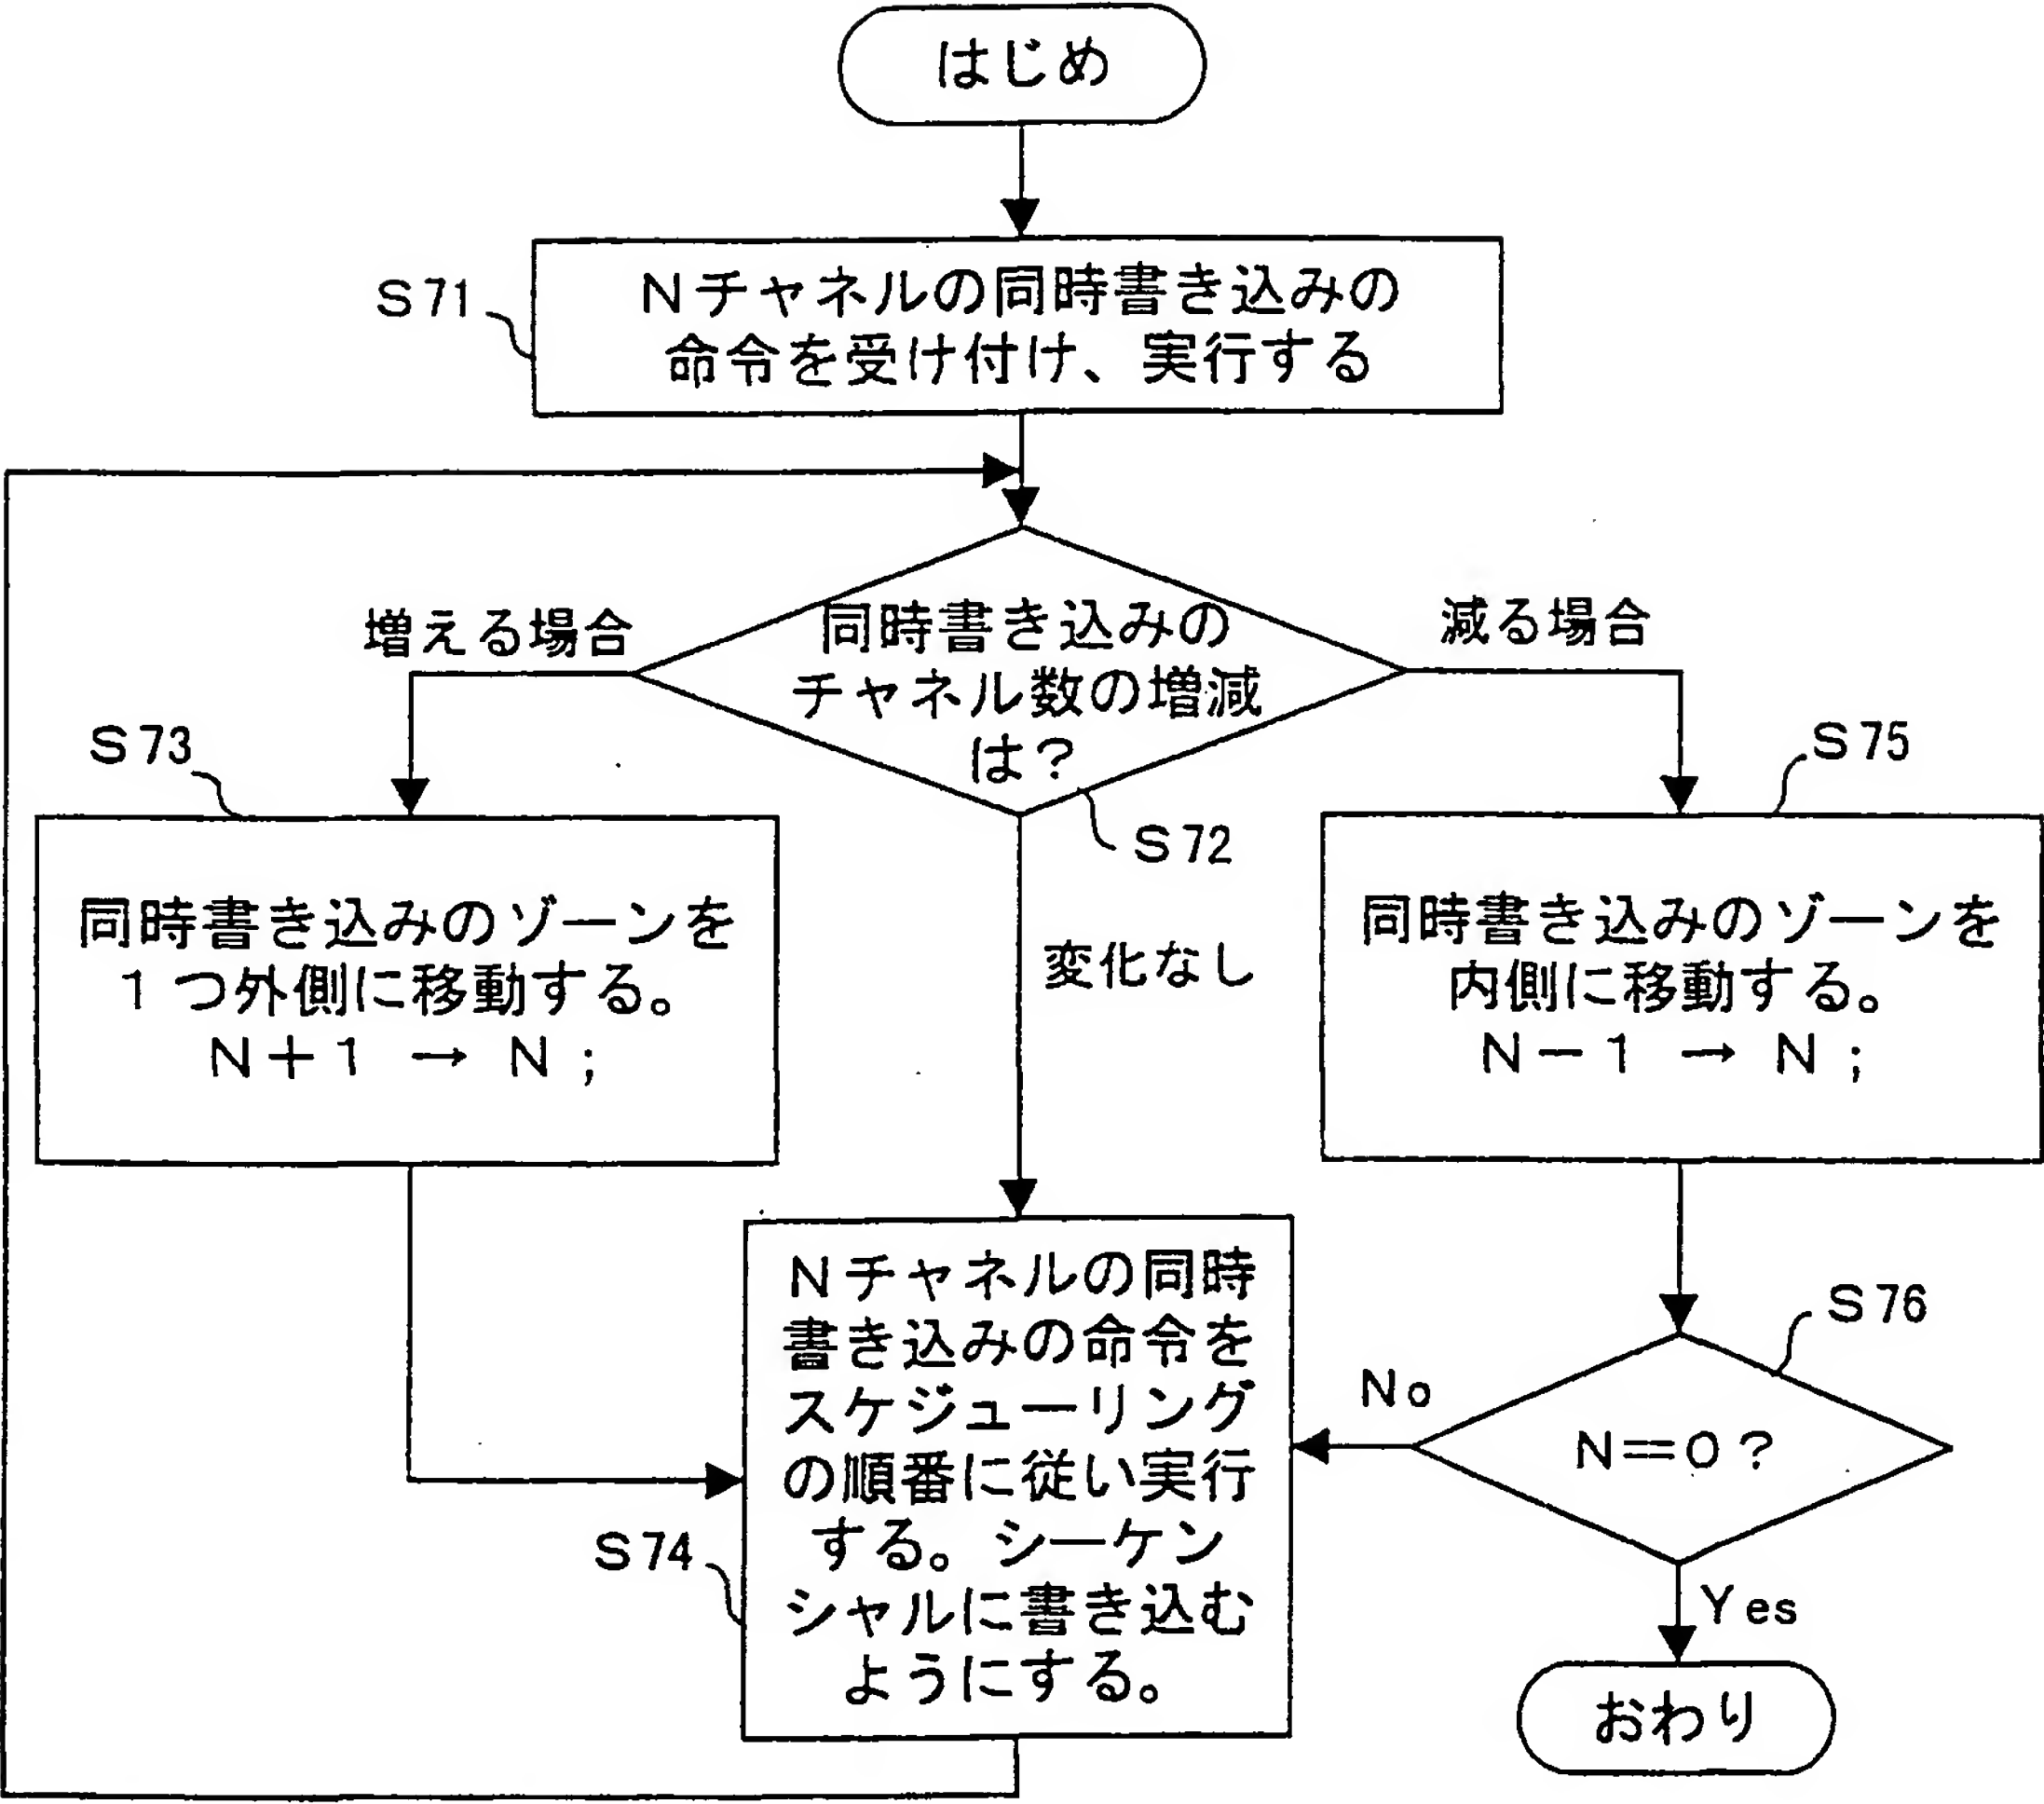 はじめ
S71
Nチャネルの同時書き込みの
命令を受け付け、実行する
増える場合
同時書き込みの
チャネル数の増減
は？
減る場合
S73
S72
S75
同時書き込みのゾーンを
1つ外側に移動する。
N＋1 → N；
変化なし
同時書き込みのゾーンを
内側に移動する。
N－1 → N；
Nチャネルの同時
書き込みの命令を
スケジューリング
の順番に従い実行
する。シーケン
シャルに書き込む
ようにする。
S74
S76
No
N==0？
Yes
おわり